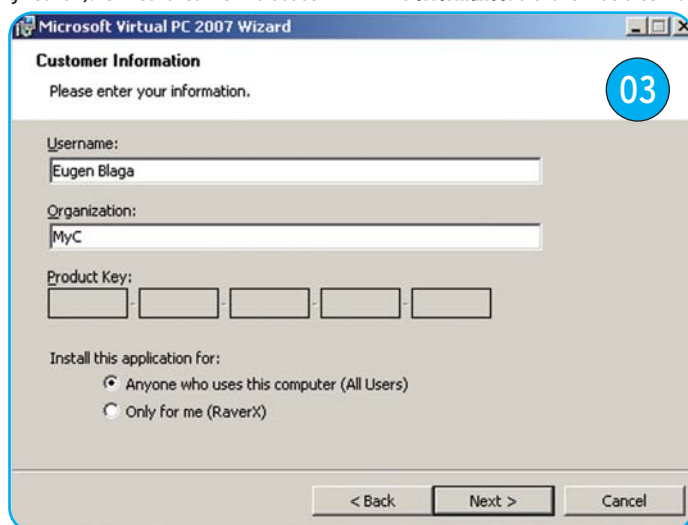 Microsoft Virtual PC 2007 Wizard
Customer Information
Please enter your information.
03
Username:
Eugen Blaga
Organization:
MyC
Product Key:
- - - -
Install this application for:
Anyone who uses this computer (All Users)
Only for me (RaverX)
< Back Next > Cancel